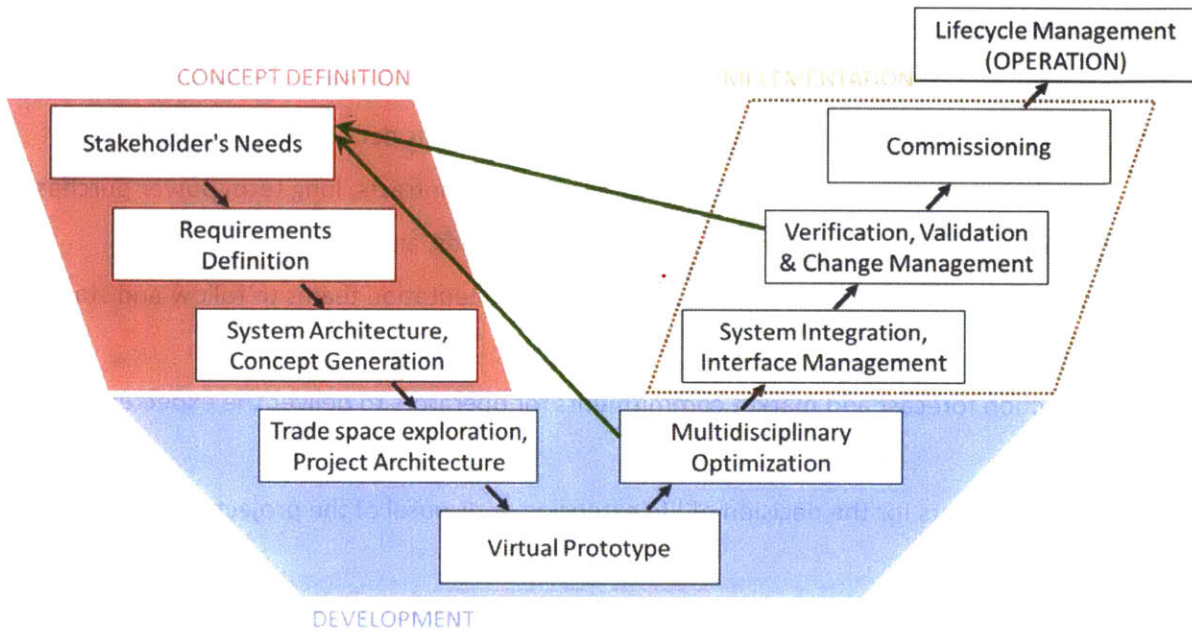 Lifecycle Management
(OPERATION)
CONCEPT DEFINITION
IMPLEMENTATION
Stakeholder's Needs
Commissioning
Requirements
Definition
Verification, Validation
& Change Management
System Architecture,
Concept Generation
System Integration,
Interface Management
Trade space exploration,
Project Architecture
Multidisciplinary
Optimization
Virtual Prototype
DEVELOPMENT